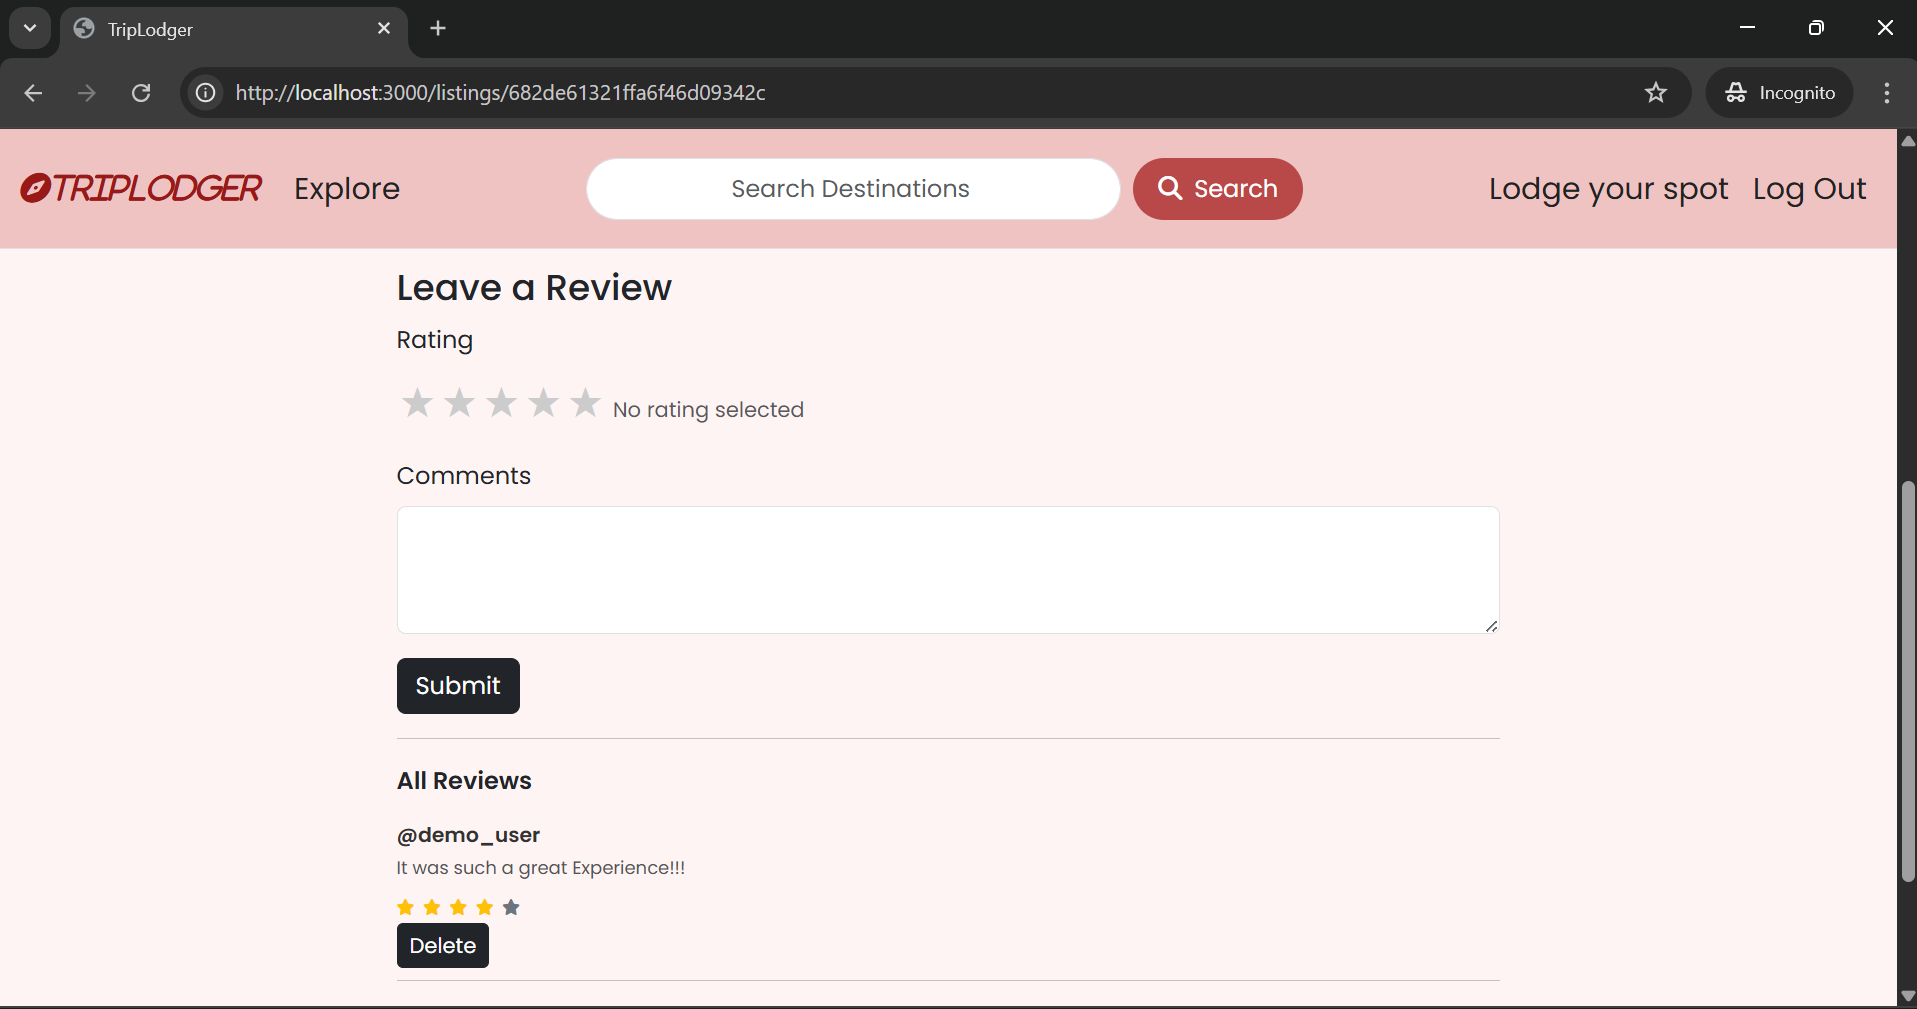 TripLodger
http://localhost:3000/listings/682de61321ffa6f46d09342c
Incognito
TRIPLODGER
Explore
Search Destinations
Search
Lodge your spot
Log Out
Leave a Review
Rating
No rating selected
Comments
Submit
All Reviews
@demo_user
It was such a great Experience!!!
Delete